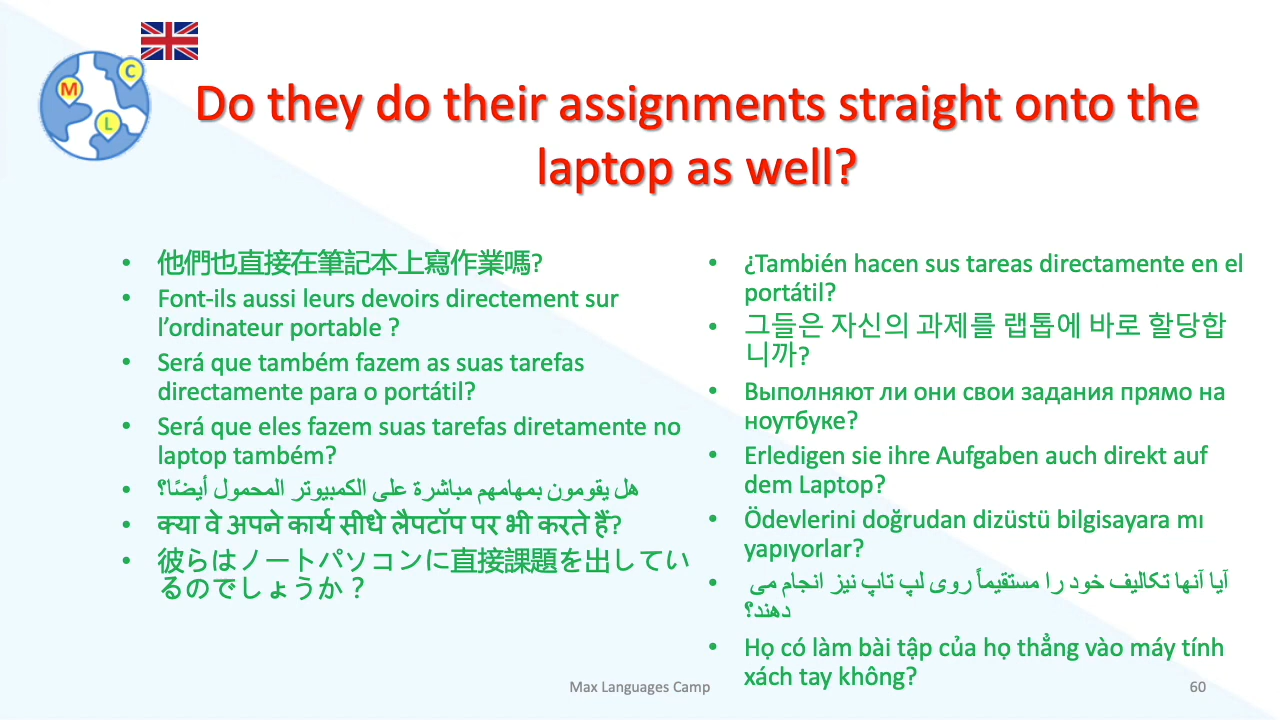 M
C
L
Do they do their assignments straight onto the
laptop as well?
• 他們也直接在筆記本上寫作業嗎?
• Font-ils aussi leurs devoirs directement sur
l’ordinateur portable ?
• Será que também fazem as suas tarefas
directamente para o portátil?
• Será que eles fazem suas tarefas diretamente no
laptop também?
• هل يقومون بمهامهم مباشرة على الكمبيوتر المحمول أيضًا؟
• क्या वे अपने कार्य सीधे लैपटॉप पर भी करते हैं?
• 彼らはノートパソコンに直接課題を出してい
るのでしょうか？
• ¿También hacen sus tareas directamente en el
portátil?
• 그들은 자신의 과제를 랩톱에 바로 할당합
니까?
• Выполняют ли они свои задания прямо на
ноутбуке?
• Erledigen sie ihre Aufgaben auch direkt auf
dem Laptop?
• Ödevlerini doğrudan dizüstü bilgisayara mı
yapıyorlar?
• آیا آنها تکالیف خود را مستقیماً روی لپ تاپ نیز انجام می
دهند؟
• Họ có làm bài tập của họ thẳng vào máy tính
xách tay không?
Max Languages Camp
60